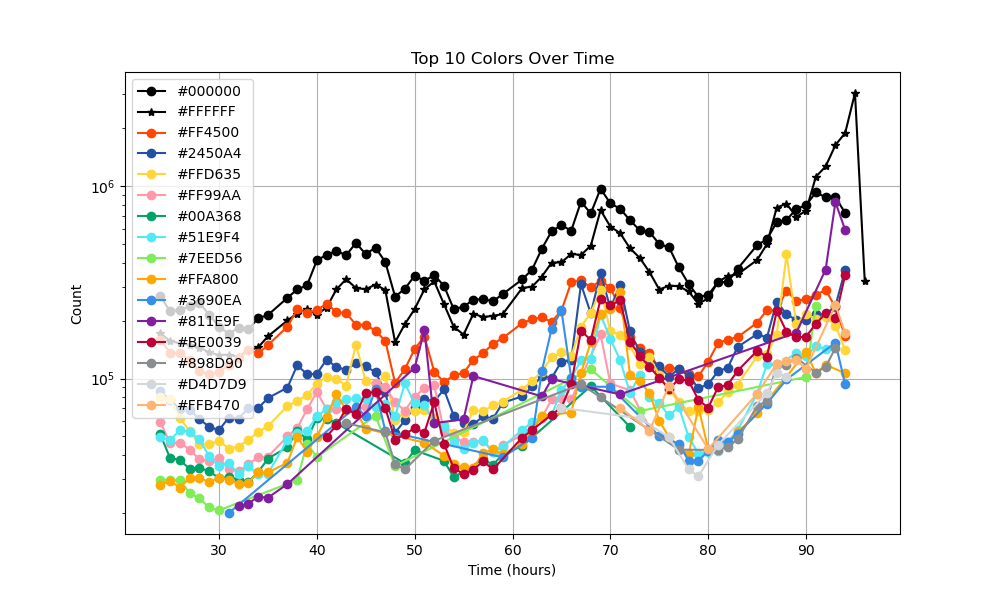 Top 10 Colors Over Time
#000000
#FFFFFF
#FF4500
#2450A4
#FFD635
#FF99AA
#00A368
#51E9F4
#7EED56
#FFA800
#3690EA
#811E9F
#BE0039
#898D90
#D4D7D9
#FFB470
10^6
10^5
Count
30 40 50 60 70 80 90
Time (hours)